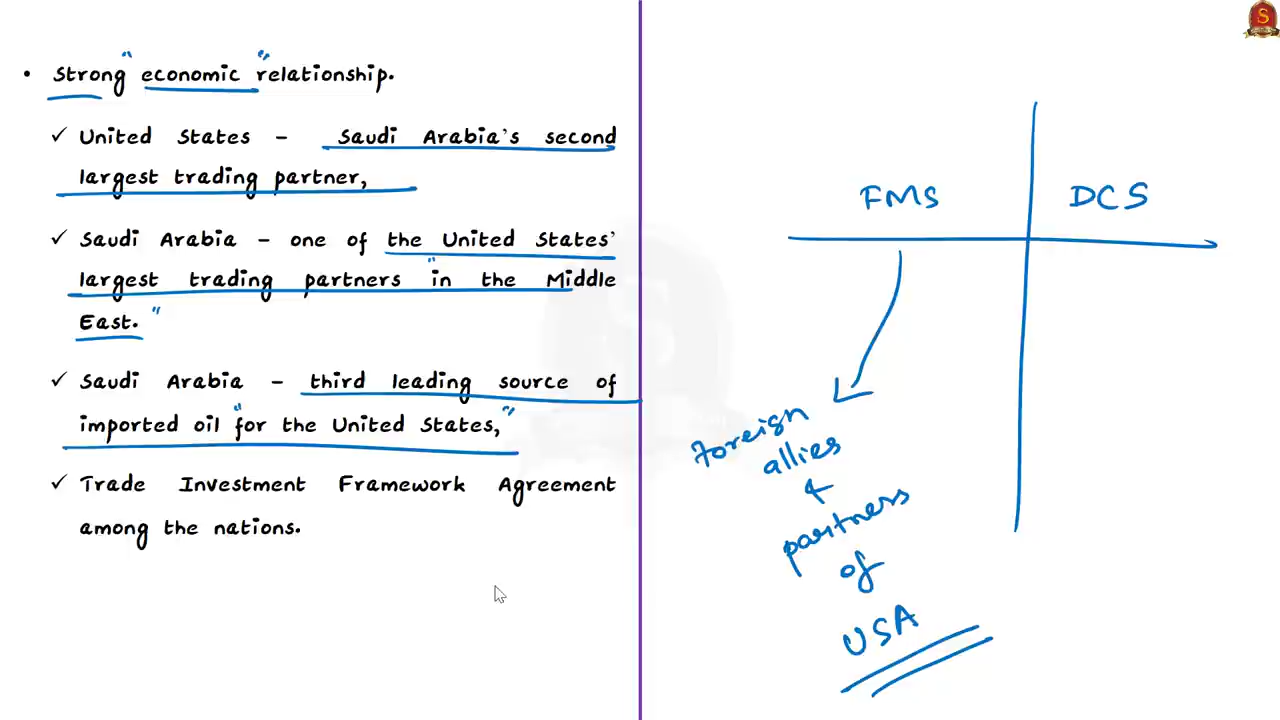 • Strong "economic" relationship.
✓ United States – Saudi Arabia's second
largest trading partner,
✓ Saudi Arabia – one of the United States'
largest trading partners "in the Middle
East."
✓ Saudi Arabia – third leading source of
imported oil "for the United States,"
✓ Trade Investment Framework Agreement
among the nations.
FMS
DCS
Foreign
allies
&
partners
of
USA
S